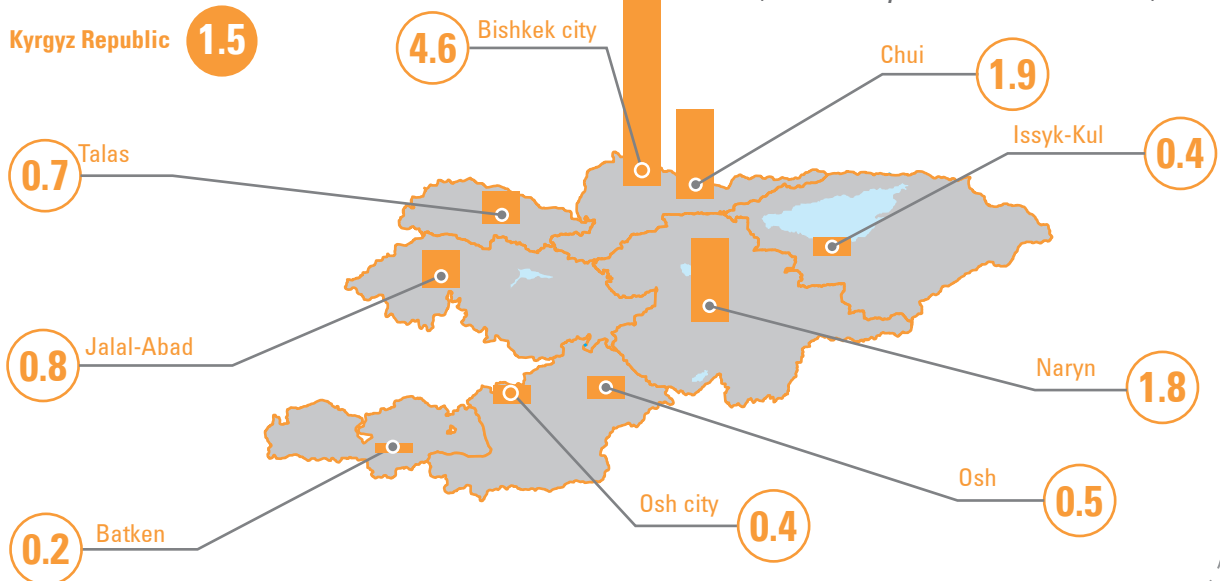 Kyrgyz Republic 1.5
4.6 Bishkek city
Chui 1.9
Issyk-Kul 0.4
0.7 Talas
0.8 Jalal-Abad
Naryn 1.8
Osh 0.5
Osh city 0.4
0.2 Batken